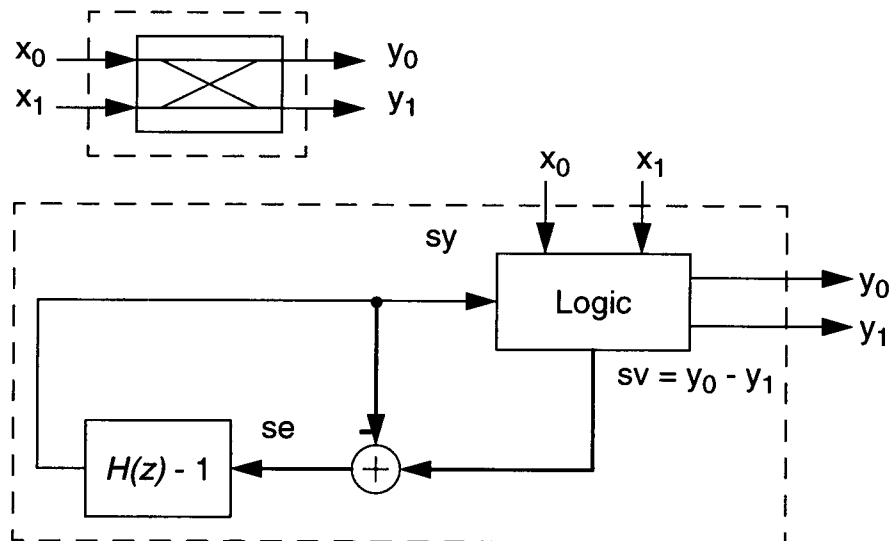 x₀ y₀
x₁ y₁
x₀ x₁
sy
Logic
y₀
y₁
sv = y₀ - y₁
se
-
H(z) - 1
+